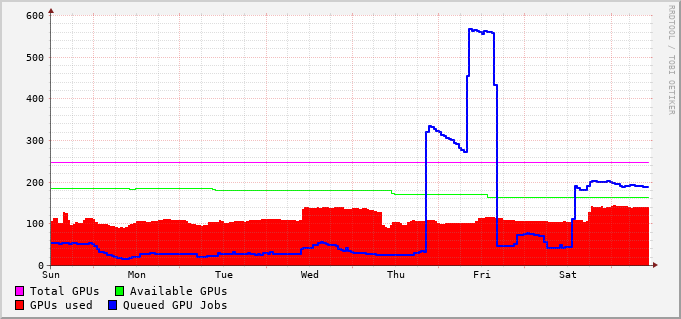 600
500
400
300
200
100
0
Sun Mon Tue Wed Thu Fri Sat
Total GPUs Available GPUs
GPUs used Queued GPU Jobs
RRDTOOL / TOBI OETIKER